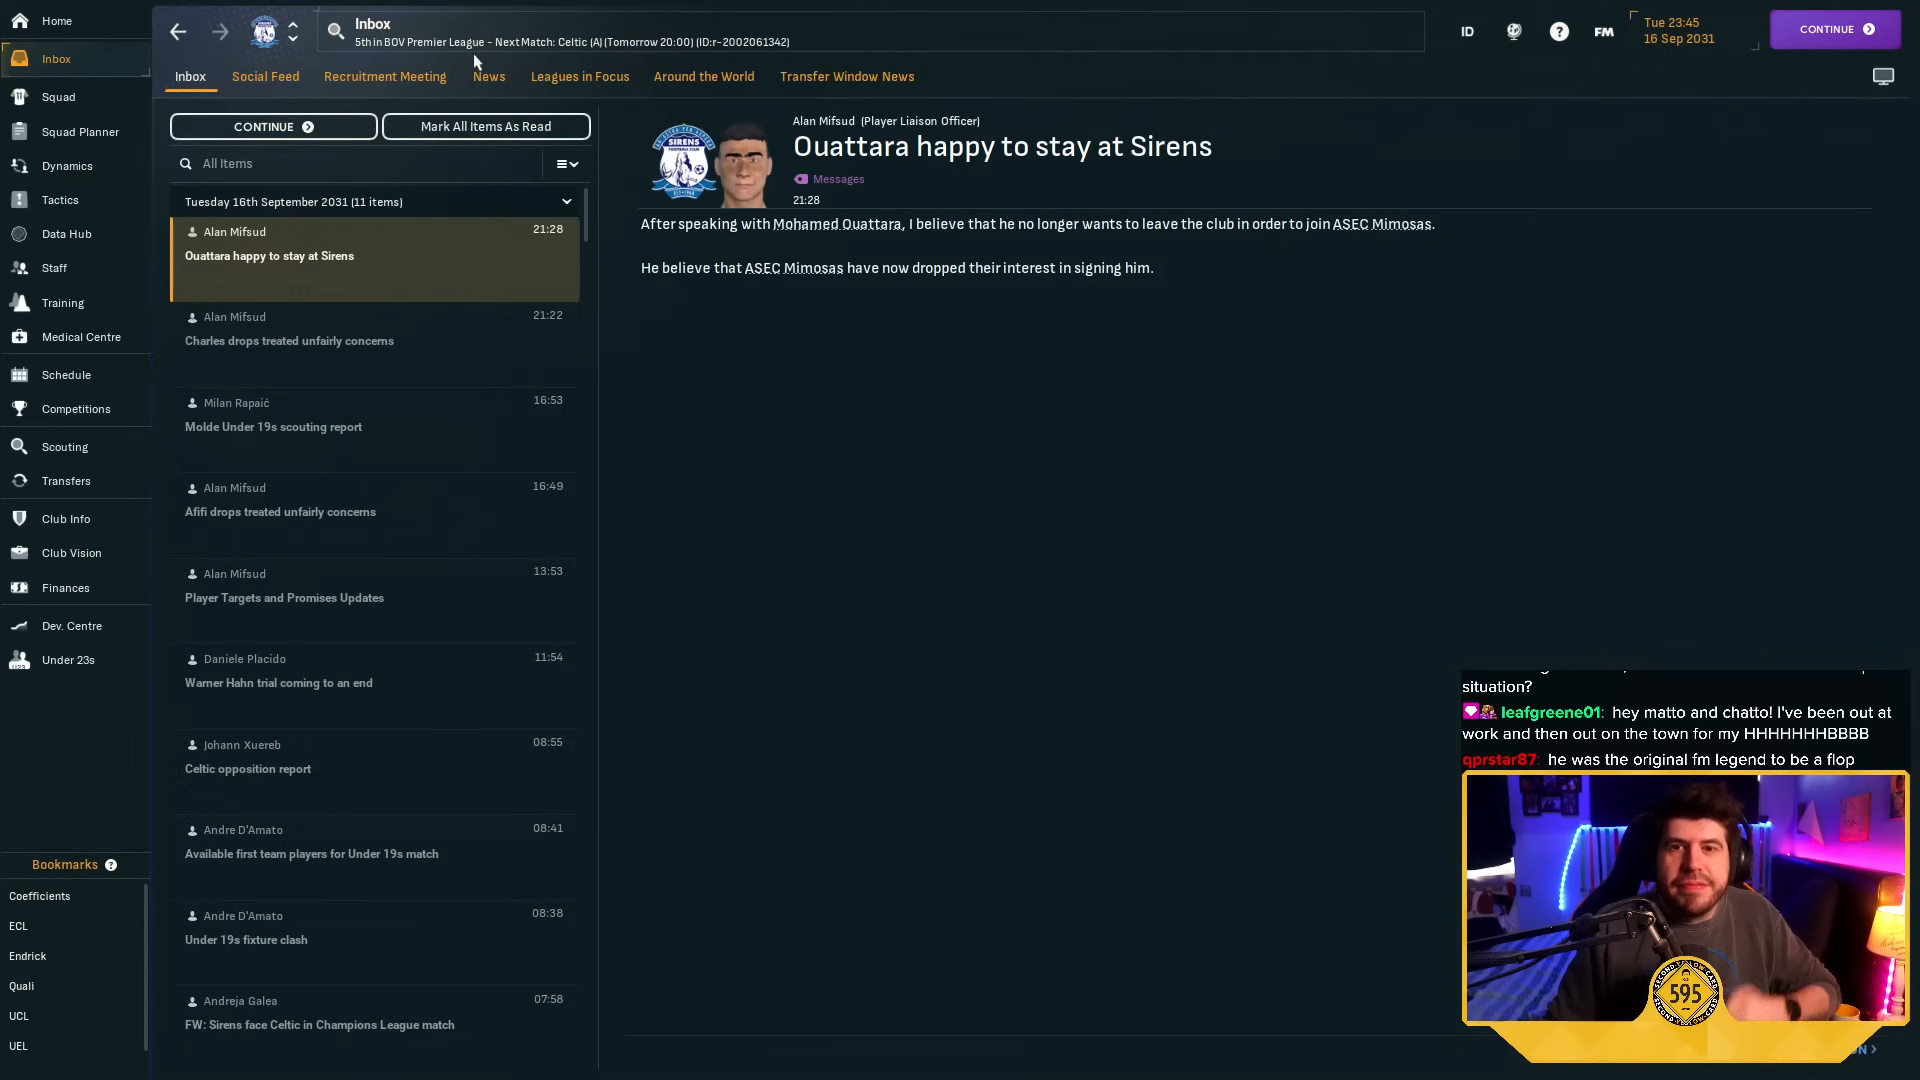 Home
Inbox
Squad
Squad Planner
Dynamics
Tactics
Data Hub
Staff
Training
Medical Centre
Schedule
Competitions
Scouting
Transfers
Club Info
Club Vision
Finances
Dev. Centre
Under 23s
Bookmarks ?
Coefficients
ECL
Endrick
Quali
UCL
UEL
Inbox
5th in BOV Premier League - Next Match: Celtic (A) (Tomorrow 20:00) (ID:r-2002061342)
ID
?
FM
Tue 23:45
16 Sep 2031
CONTINUE
Inbox Social Feed Recruitment Meeting News Leagues in Focus Around the World Transfer Window News
CONTINUE
Mark All Items As Read
All Items
Tuesday 16th September 2031 (11 items)
Alan Mifsud 21:28
Ouattara happy to stay at Sirens
Alan Mifsud 21:22
Charles drops treated unfairly concerns
Milan Rapaić 16:53
Molde Under 19s scouting report
Alan Mifsud 16:49
Afifi drops treated unfairly concerns
Alan Mifsud 13:53
Player Targets and Promises Updates
Daniele Placido 11:54
Warner Hahn trial coming to an end
Johann Xuereb 08:55
Celtic opposition report
Andre D'Amato 08:41
Available first team players for Under 19s match
Andre D'Amato 08:38
Under 19s fixture clash
Andreja Galea 07:58
FW: Sirens face Celtic in Champions League match
SIRENS
FOOTBALL CLUB
Alan Mifsud (Player Liaison Officer)
Ouattara happy to stay at Sirens
Messages
21:28
After speaking with Mohamed Ouattara, I believe that he no longer wants to leave the club in order to join ASEC Mimosas.
He believe that ASEC Mimosas have now dropped their interest in signing him.
situation?
leafgreene01: hey matto and chatto! I've been out at
work and then out on the town for my HHHHHHHBBBB
qprstar87: he was the original fm legend to be a flop
SECOND YELLOW CARD
595